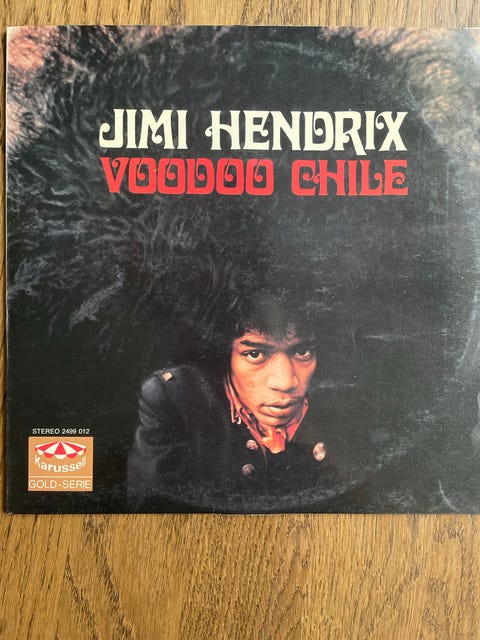 JIMI HENDRIX
VOODOO CHILE
STEREO 2499 012
Karussell
GOLD-SERIE